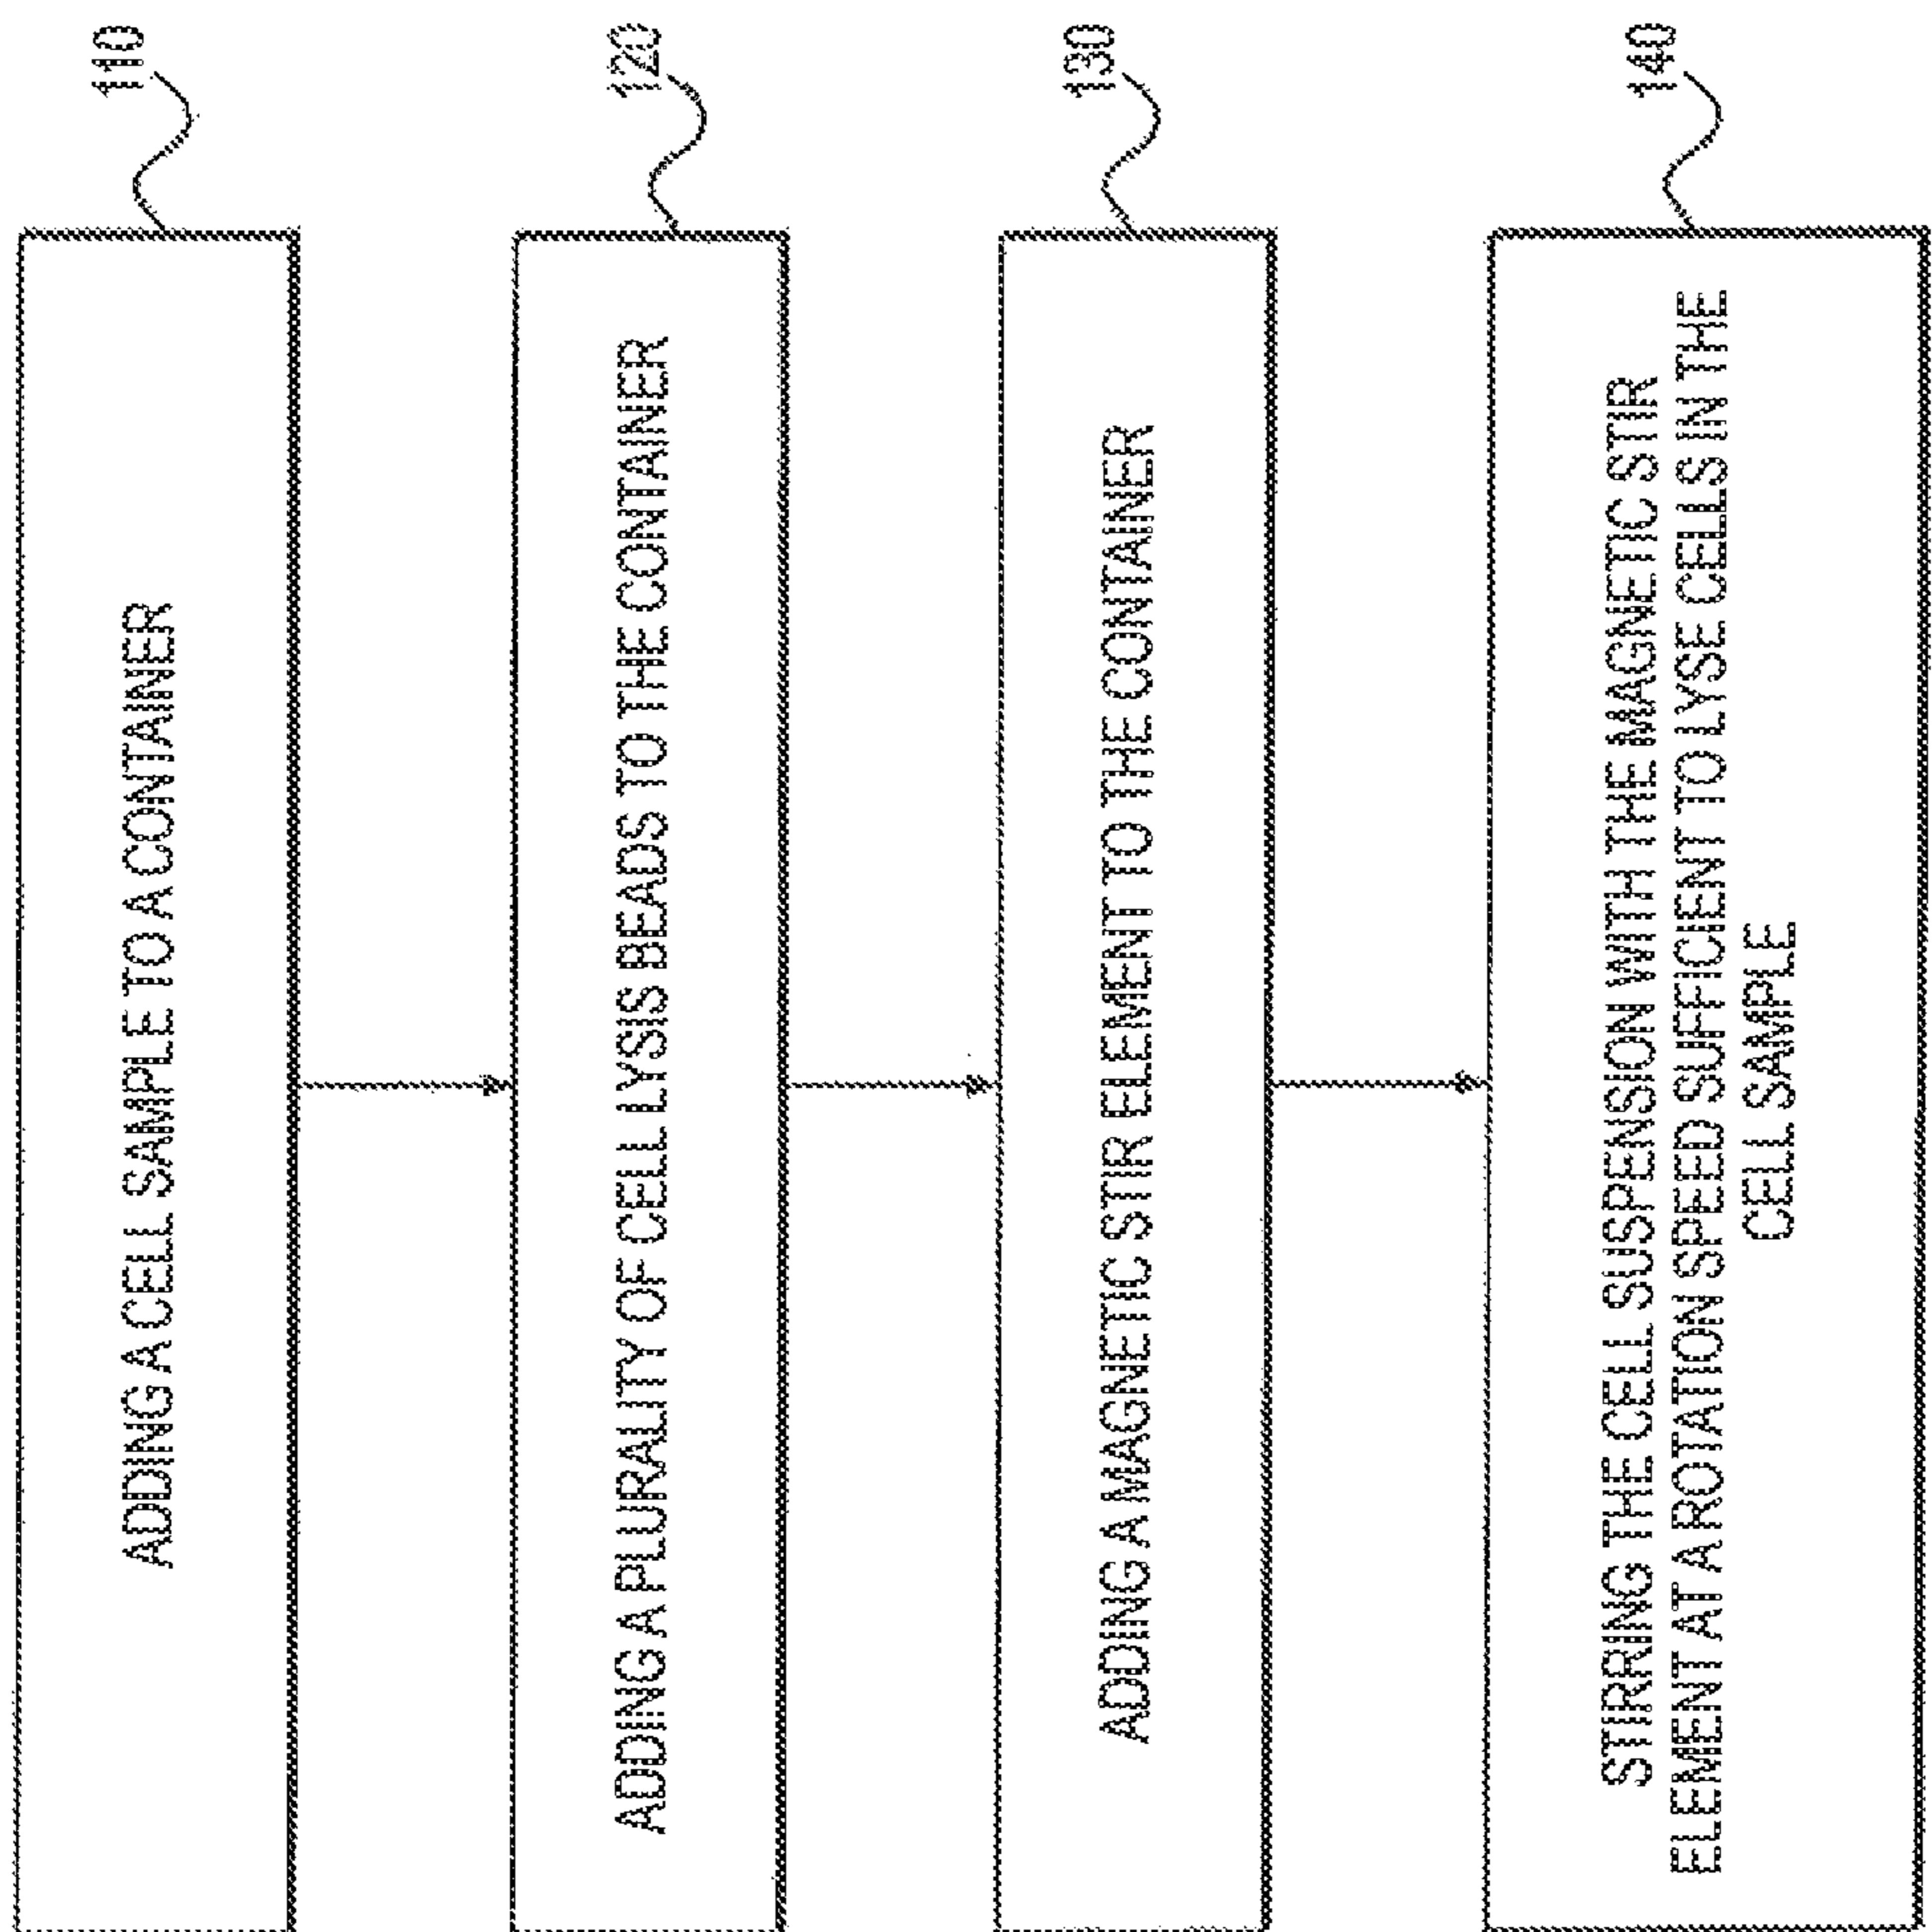 110
ADDING A CELL SAMPLE TO A CONTAINER
120
ADDING A PLURALITY OF CELL LYSIS BEADS TO THE CONTAINER
130
ADDING A MAGNETIC STIR ELEMENT TO THE CONTAINER
140
STIRRING THE CELL SUSPENSION WITH THE MAGNETIC STIR
ELEMENT AT A ROTATION SPEED SUFFICIENT TO LYSE CELLS IN THE
CELL SAMPLE